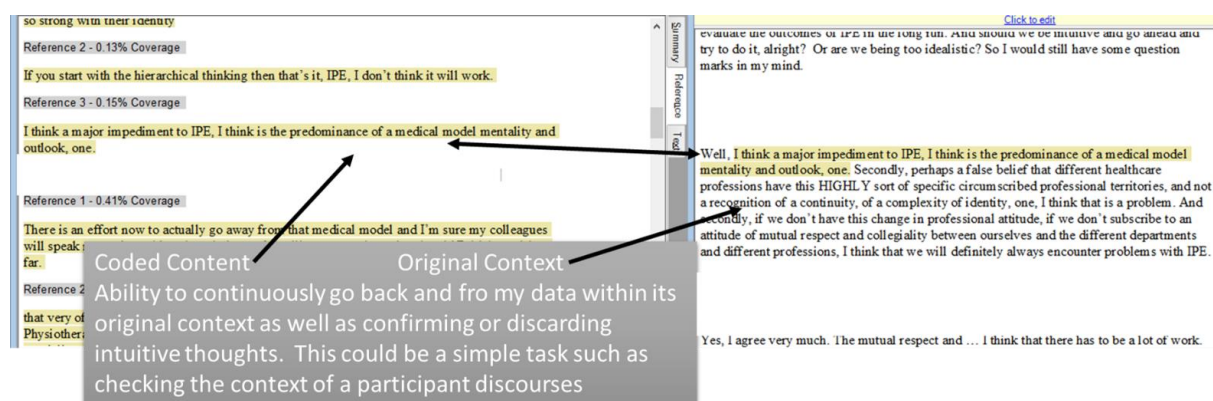 so strong with their identity
Reference 2 - 0.13% Coverage
If you start with the hierarchical thinking then that's it, IPE, I don't think it will work.
Reference 3 - 0.15% Coverage
I think a major impediment to IPE, I think is the predominance of a medical model mentality and
outlook, one.
Reference 1 - 0.41% Coverage
There is an effort now to actually go away from that medical model and I'm sure my colleagues
will speak
far.
Reference 2
that very of
Physiothera
Summary
Reference
Text
Click to edit
evaluate the outcomes of IPE in the long run. And should we be intuitive and go ahead and
try to do it, alright? Or are we being too idealistic? So I would still have some question
marks in my mind.
Well, I think a major impediment to IPE, I think is the predominance of a medical model
mentality and outlook, one. Secondly, perhaps a false belief that different healthcare
professions have this HIGHLY sort of specific circumscribed professional territories, and not
a recognition of a continuity, of a complexity of identity, one, I think that is a problem. And
secondly, if we don't have this change in professional attitude, if we don't subscribe to an
attitude of mutual respect and collegiality between ourselves and the different departments
and different professions, I think that we will definitely always encounter problems with IPE.
Yes, I agree very much. The mutual respect and … I think that there has to be a lot of work.
Coded Content Original Context
Ability to continuously go back and fro my data within its
original context as well as confirming or discarding
intuitive thoughts. This could be a simple task such as
checking the context of a participant discourses